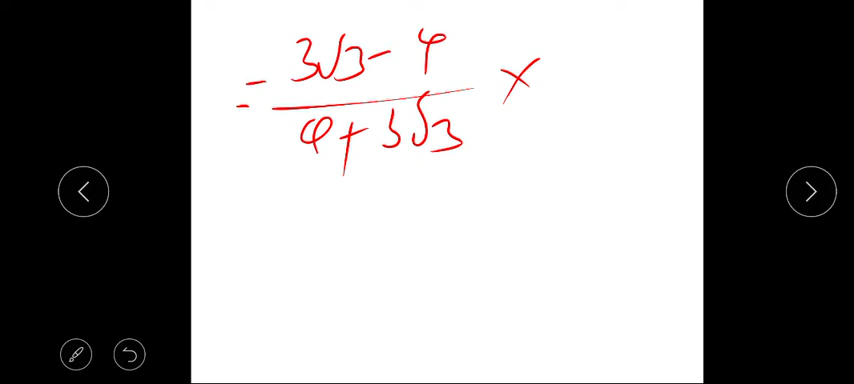 = 3√3 - 4
4 + 3√3 ×